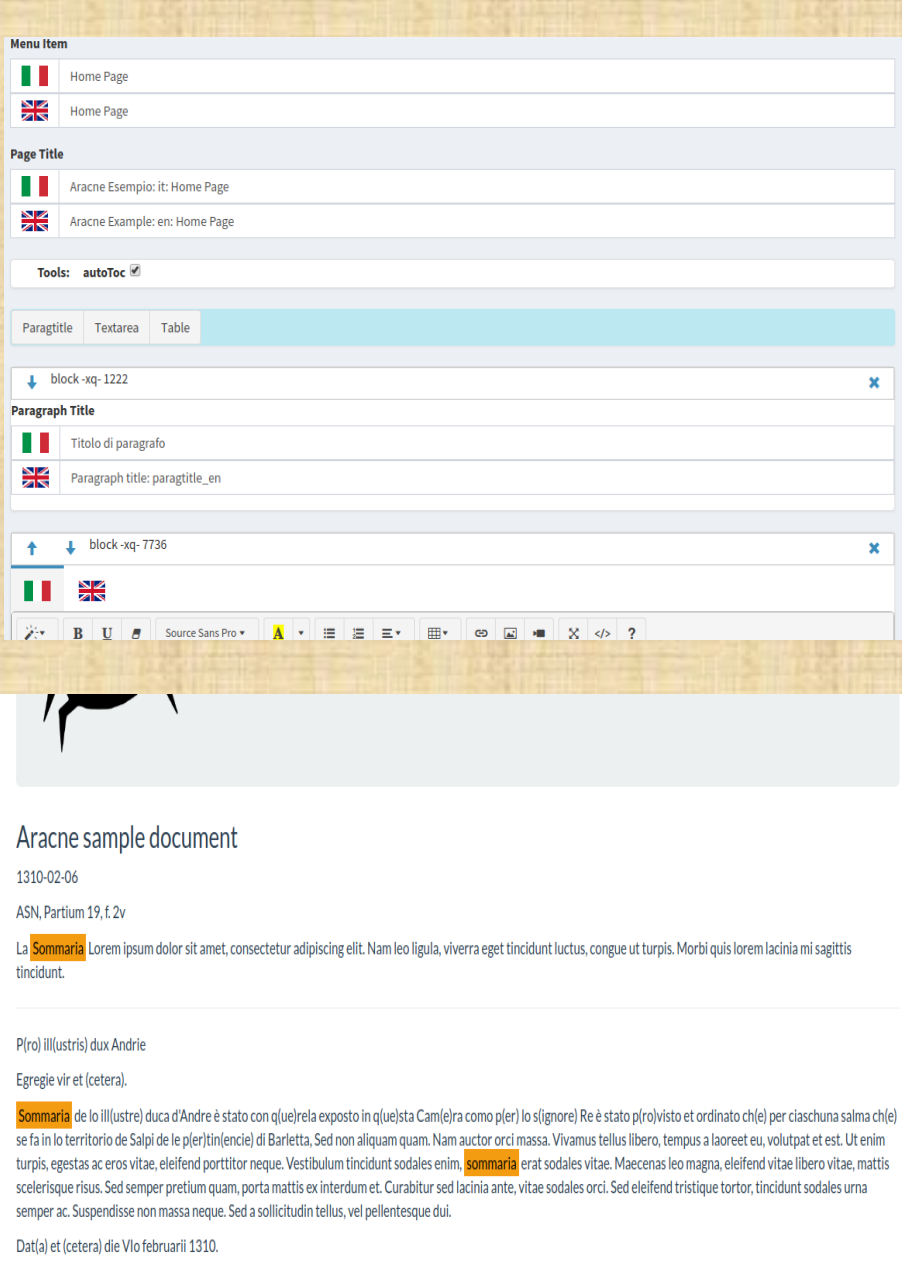 Menu Item
Home Page
Home Page
Page Title
Aracne Esempio: it: Home Page
Aracne Example: en: Home Page
Tools: autoToc
Paragtitle Textarea Table
block -xq- 1222
Paragraph Title
Titolo di paragrafo
Paragraph title: paragtitle_en
block -xq- 7736
B U Source Sans Pro A </> ?
Aracne sample document
1310-02-06
ASN, Partium 19, f. 2v
La Sommaria Lorem ipsum dolor sit amet, consectetur adipiscing elit. Nam leo ligula, viverra eget tincidunt luctus, congue ut turpis. Morbi quis lorem lacinia mi sagittis
tincidunt.
P(ro) ill(ustris) dux Andrie
Egregie vir et (cetera).
Sommaria de lo ill(ustre) duca d'Andre è stato con q(ue)rela exposto in q(ue)sta Cam(e)ra como p(er) lo s(ignore) Re è stato p(ro)visto et ordinato ch(e) per ciaschuna salma ch(e)
se fa in lo territorio de Salpi de le p(er)tin(encie) di Barletta, Sed non aliquam quam. Nam auctor orci massa. Vivamus tellus libero, tempus a laoreet eu, volutpat et est. Ut enim
turpis, egestas ac eros vitae, eleifend porttitor neque. Vestibulum tincidunt sodales enim, sommaria erat sodales vitae. Maecenas leo magna, eleifend vitae libero vitae, mattis
scelerisque risus. Sed semper pretium quam, porta mattis ex interdum et. Curabitur sed lacinia ante, vitae sodales orci. Sed eleifend tristique tortor, tincidunt sodales urna
semper ac. Suspendisse non massa neque. Sed a sollicitudin tellus, vel pellentesque dui.
Dat(a) et (cetera) die VIo februarii 1310.